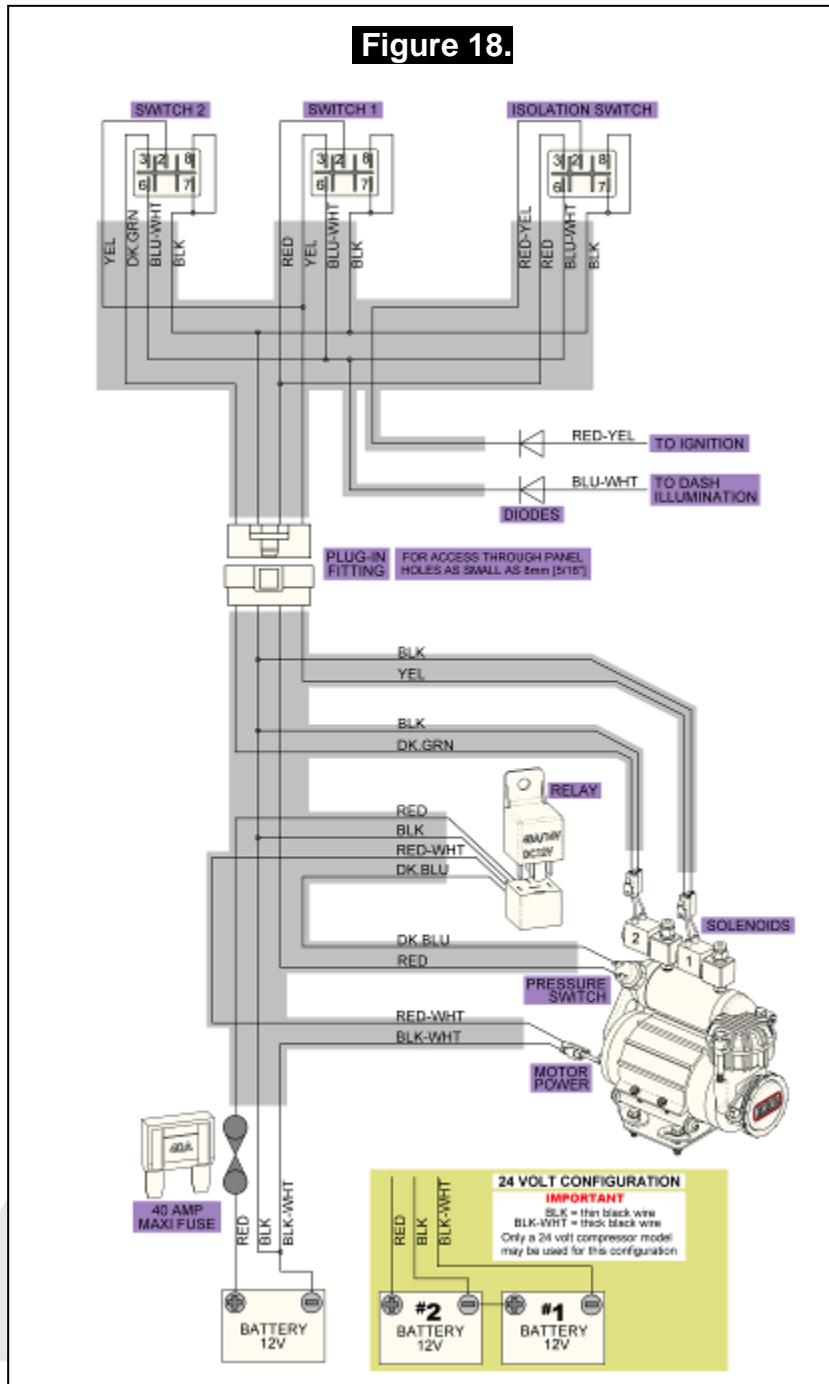 Figure 18.
SWITCH 2
SWITCH 1
ISOLATION SWITCH
3 2 8
6 7
3 2 8
6 7
3 2 8
6 7
YEL
DK.GRN
BLU-WHT
BLK
RED
YEL
BLU-WHT
BLK
RED-YEL
RED
BLU-WHT
BLK
RED-YEL
TO IGNITION
BLU-WHT
TO DASH
ILLUMINATION
DIODES
PLUG-IN
FITTING
FOR ACCESS THROUGH PANEL
HOLES AS SMALL AS 8mm [5/16"]
BLK
YEL
BLK
DK.GRN
RELAY
RED
BLK
RED-WHT
DK.BLU
40A/14V
DC12V
SOLENOIDS
2
1
DK.BLU
RED
PRESSURE
SWITCH
RED-WHT
BLK-WHT
MOTOR
POWER
40A
40 AMP
MAXI FUSE
RED
BLK
BLK-WHT
BATTERY
12V
24 VOLT CONFIGURATION
IMPORTANT
BLK = thin black wire
BLK-WHT = thick black wire
Only a 24 volt compressor model
may be used for this configuration
RED
BLK
BLK-WHT
#2
BATTERY
12V
#1
BATTERY
12V